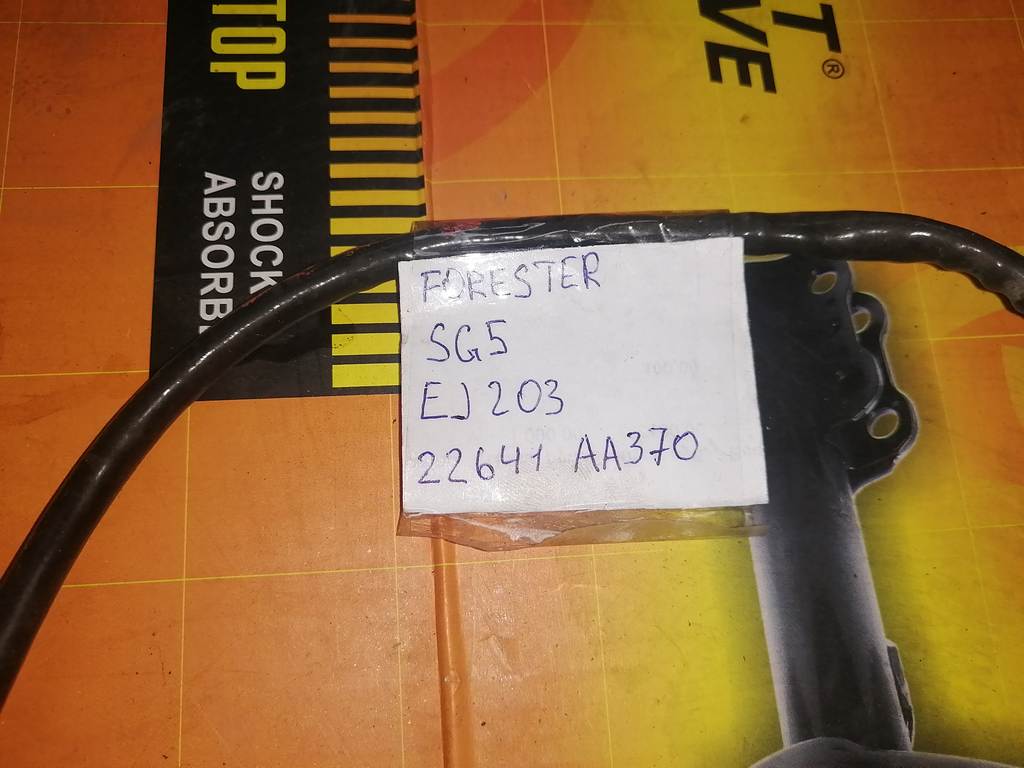 TOP
SHOCK
ABSORB
T®
VE
FORESTER
SG5
EJ203
22641 AA370